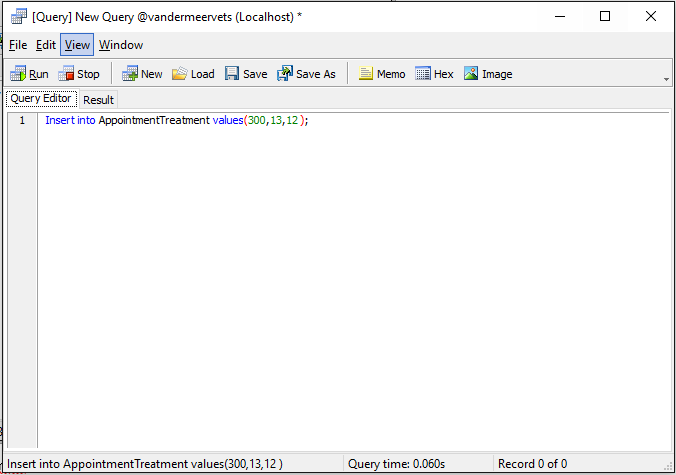 [Query] New Query @vandermeervets (Localhost) *
File Edit View Window
Run Stop New Load Save Save As Memo Hex Image
Query Editor Result
1 Insert into AppointmentTreatment values(300,13,12 );
Insert into AppointmentTreatment values(300,13,12 ) Query time: 0.060s Record 0 of 0